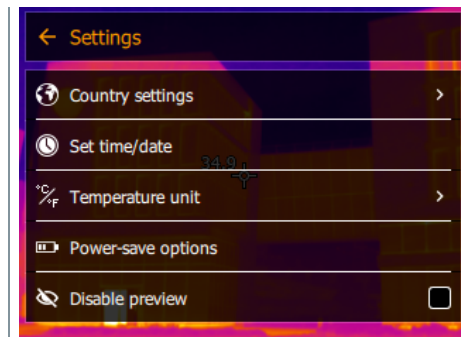 Settings
Country settings
Set time/date
34.9
°C/°F Temperature unit
Power-save options
Disable preview